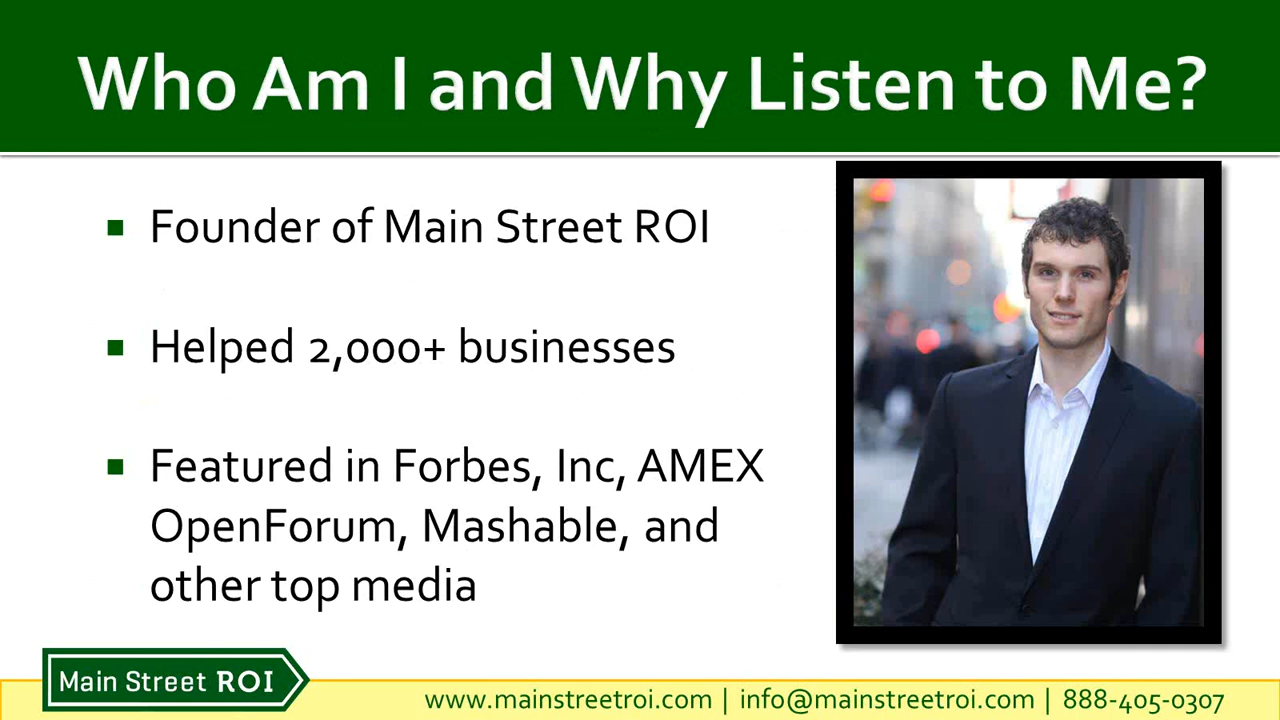 Who Am I and Why Listen to Me?
Founder of Main Street ROI
Helped 2,000+ businesses
Featured in Forbes, Inc, AMEX
OpenForum, Mashable, and
other top media
Main Street ROI
www.mainstreetroi.com | info@mainstreetroi.com | 888-405-0307